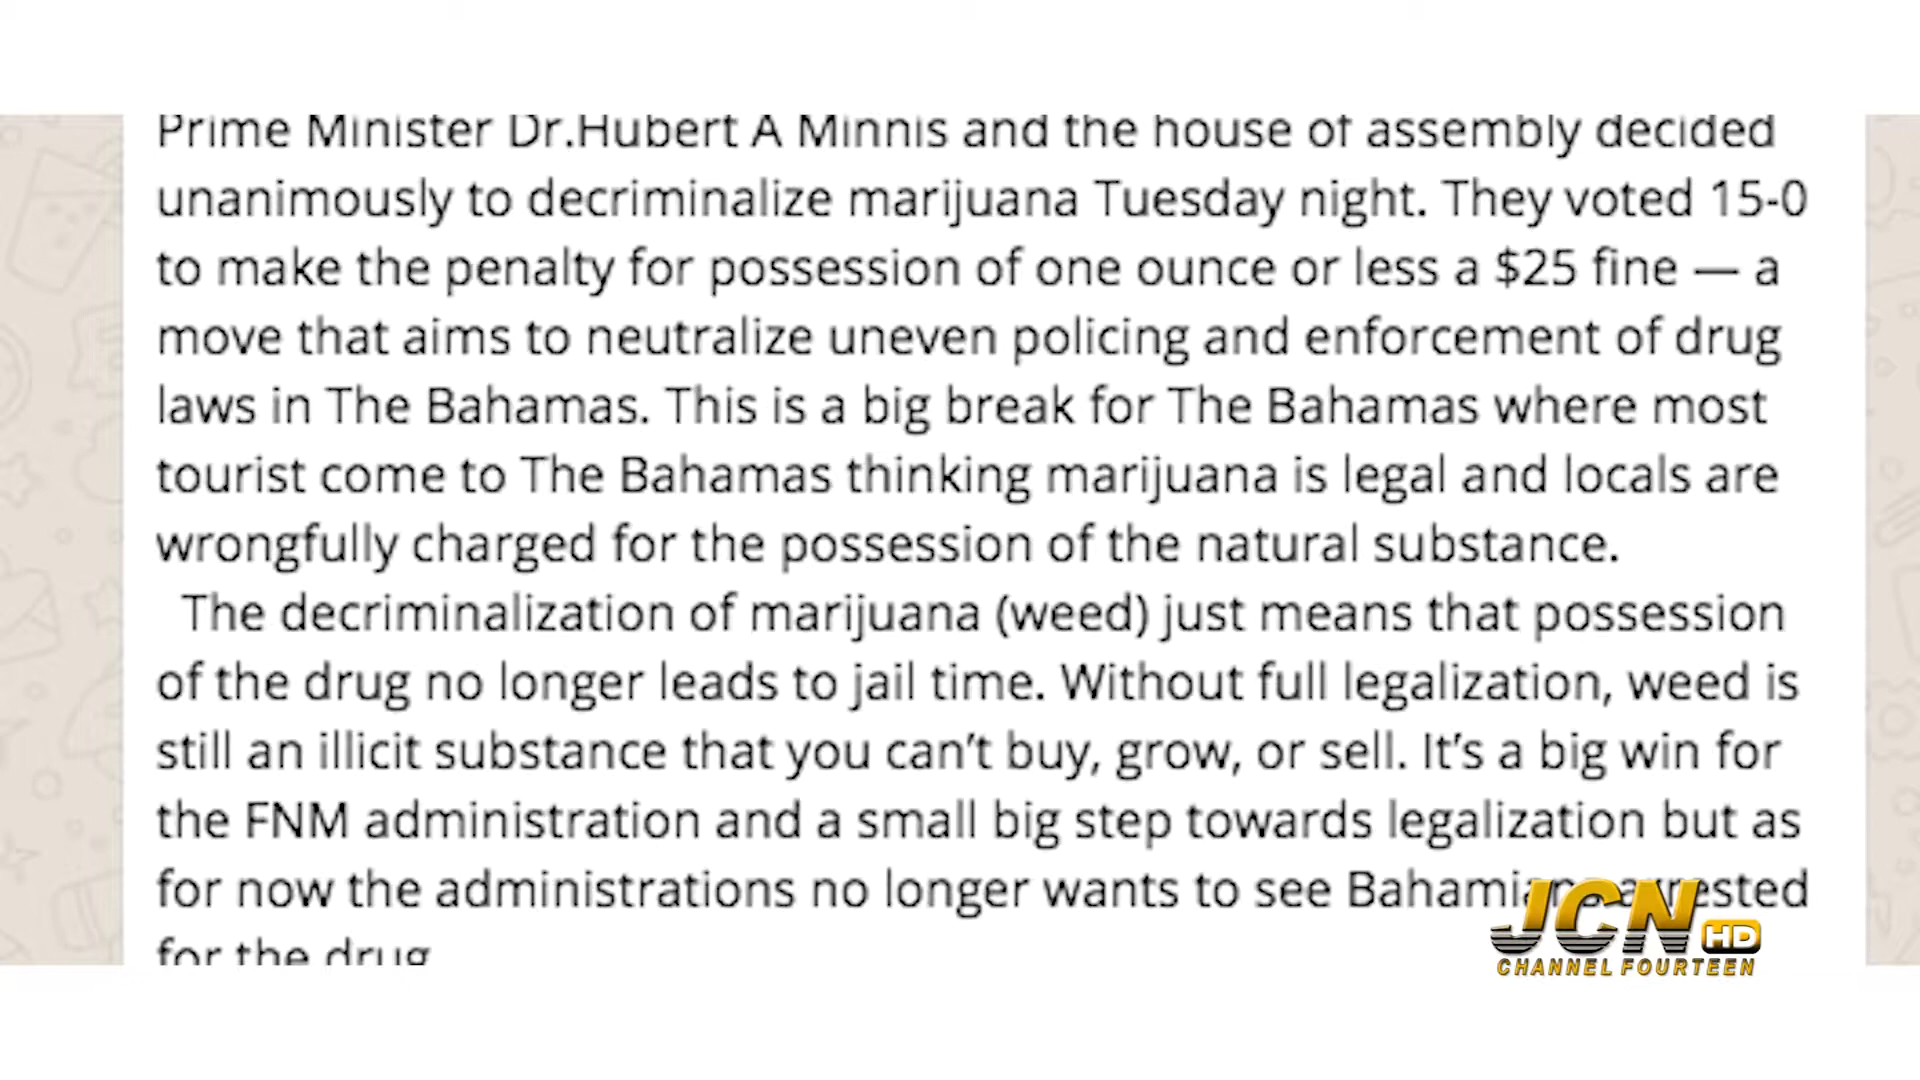 Prime Minister Dr.Hubert A Minnis and the house of assembly decided
unanimously to decriminalize marijuana Tuesday night. They voted 15-0
to make the penalty for possession of one ounce or less a $25 fine — a
move that aims to neutralize uneven policing and enforcement of drug
laws in The Bahamas. This is a big break for The Bahamas where most
tourist come to The Bahamas thinking marijuana is legal and locals are
wrongfully charged for the possession of the natural substance.
The decriminalization of marijuana (weed) just means that possession
of the drug no longer leads to jail time. Without full legalization, weed is
still an illicit substance that you can’t buy, grow, or sell. It’s a big win for
the FNM administration and a small big step towards legalization but as
for now the administrations no longer wants to see Bahamians arrested
for the drug
JCN HD
CHANNEL FOURTEEN